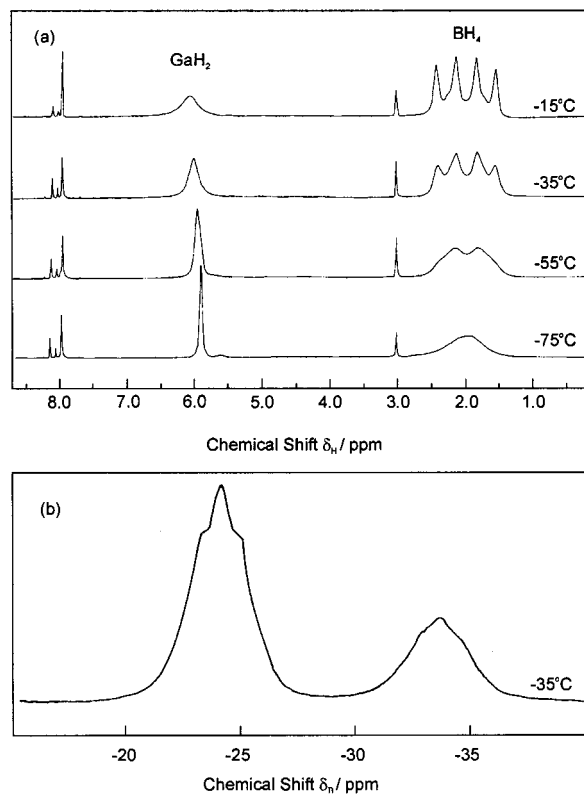 (a)
GaH₂
BH₄
-15°C
-35°C
-55°C
-75°C
8.0 7.0 6.0 5.0 4.0 3.0 2.0 1.0
Chemical Shift δH / ppm
(b)
-35°C
-20 -25 -30 -35
Chemical Shift δB / ppm